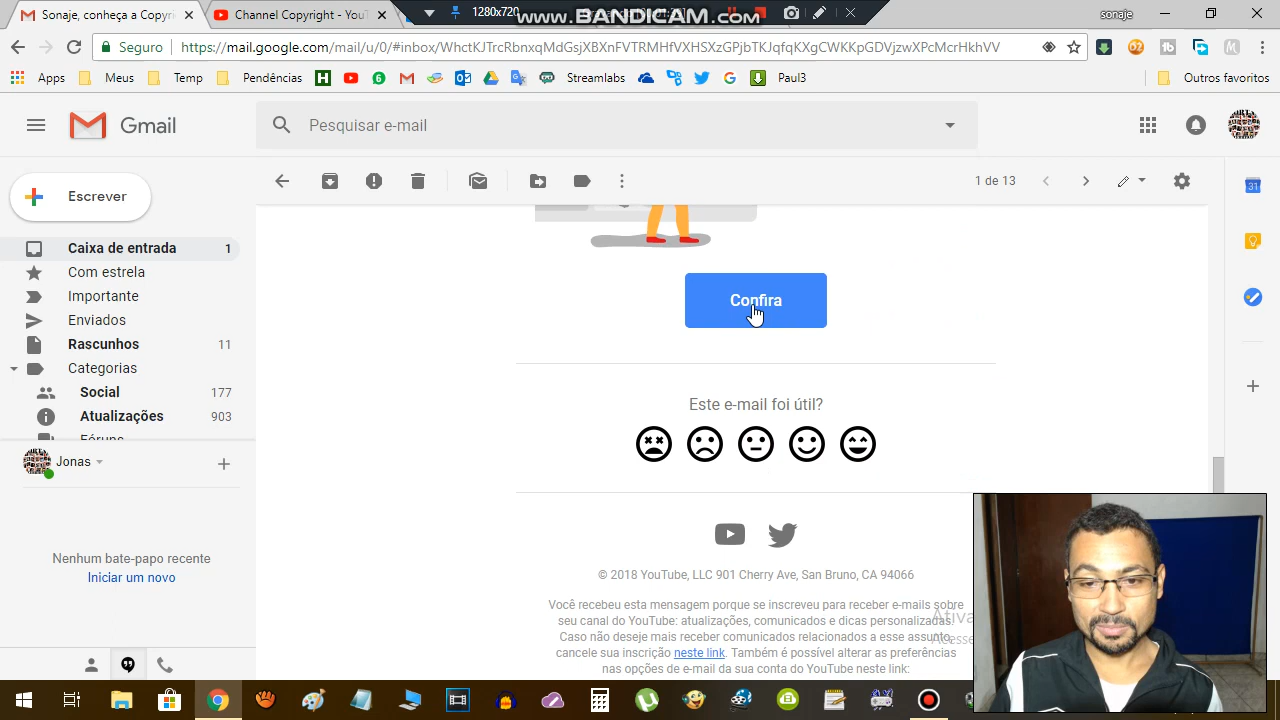 Sonaje, conheça a Copyri
Channel Copyright - YouT
1280x720
www.BANDICAM.com
sonaje
Seguro
https://mail.google.com/mail/u/0/#inbox/WhctKJTrcRbnxqMdGsjXBXnFVTRMHfVXHSXzGPjbTKJqfqKXgCWKKpGDVjzwXPcMcrHkhVV
Apps
Meus
Temp
Pendências
Streamlabs
Paul3
Outros favoritos
Gmail
Pesquisar e-mail
Escrever
1 de 13
31
Caixa de entrada 1
Com estrela
Importante
Enviados
Rascunhos 11
Categorias
Social 177
Atualizações 903
Fóruns
Jonas
Nenhum bate-papo recente
Iniciar um novo
Confira
Este e-mail foi útil?
© 2018 YouTube, LLC 901 Cherry Ave, San Bruno, CA 94066
Você recebeu esta mensagem porque se inscreveu para receber e-mails sobre
seu canal do YouTube: atualizações, comunicados e dicas personalizadas.
Caso não deseje mais receber comunicados relacionados a esse assunto,
cancele sua inscrição neste link. Também é possível alterar as preferências
nas opções de e-mail da sua conta do YouTube neste link:
Ativa
Acesse